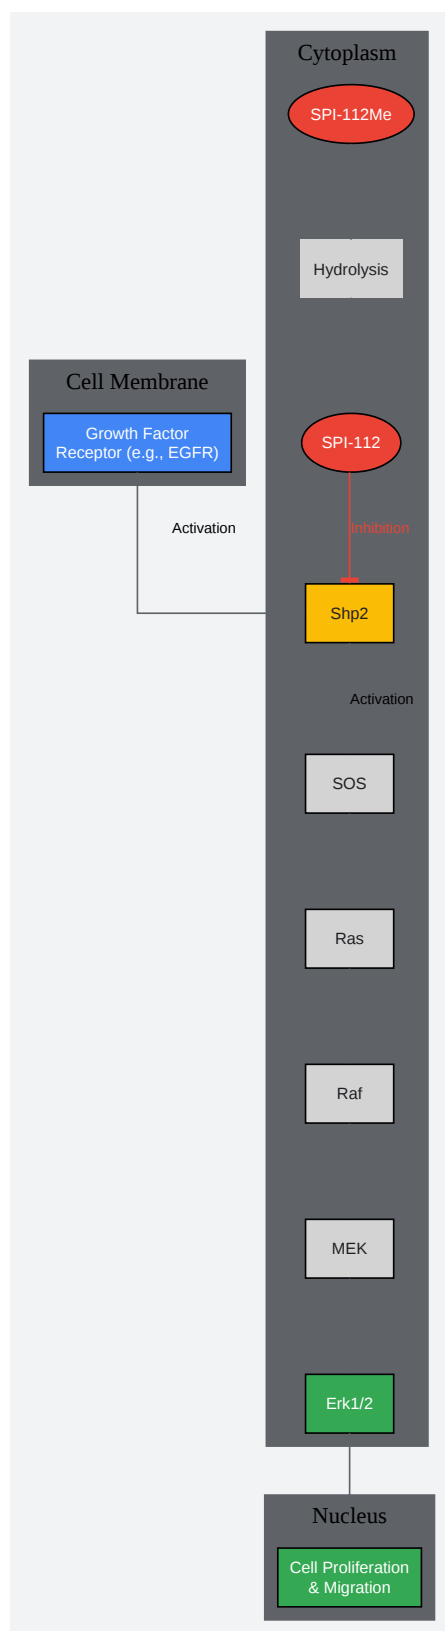 Cytoplasm
SPI-112Me
Hydrolysis
Cell Membrane
Growth Factor
Receptor (e.g., EGFR)
SPI-112
Activation
Inhibition
Shp2
Activation
SOS
Ras
Raf
MEK
Erk1/2
Nucleus
Cell Proliferation
& Migration